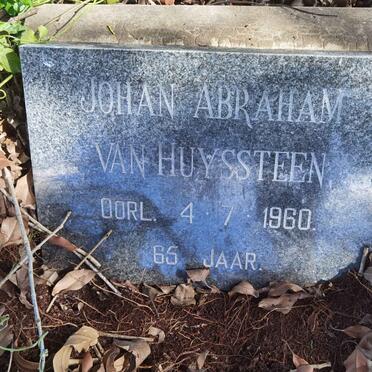 JOHAN ABRAHAM
VAN HUYSSTEEN
OORL. 4·7·1960.
65 JAAR.